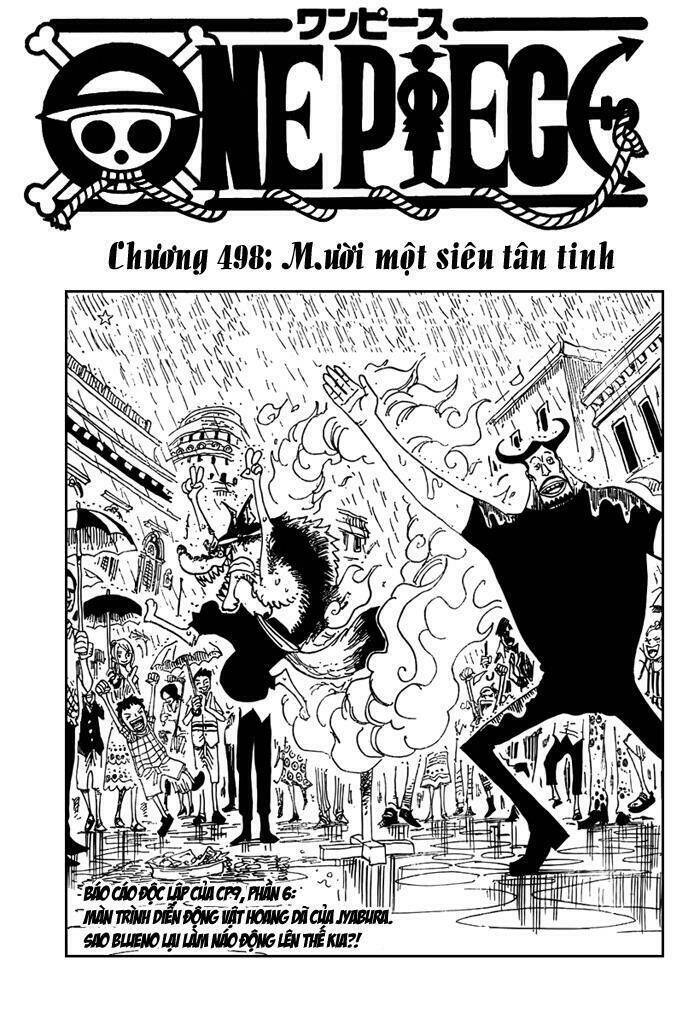 ワンピース
ONE PIECE
Chương 498: Mười một siêu tân tinh
BÁO CÁO ĐỘC LẬP CỦA CP9, PHẦN 6:
MÀN TRÌNH DIỄN ĐỘNG VẬT HOANG DÃ CỦA JYABURA.
SAO BLUENO LẠI LÀM NÁO ĐỘNG LÊN THẾ KIA?!